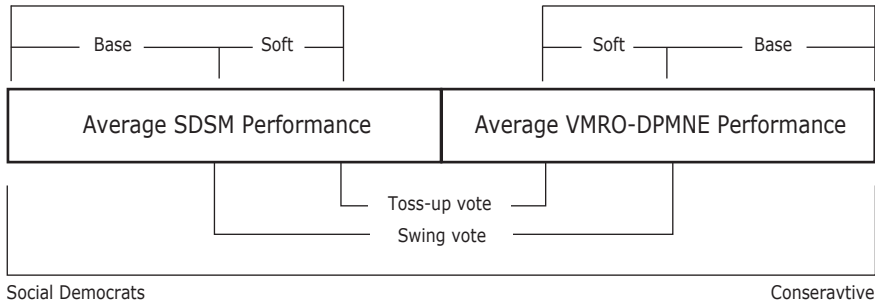 Base Soft Soft Base
Average SDSM Performance Average VMRO-DPMNE Performance
Toss-up vote
Swing vote
Social Democrats Conseravtive